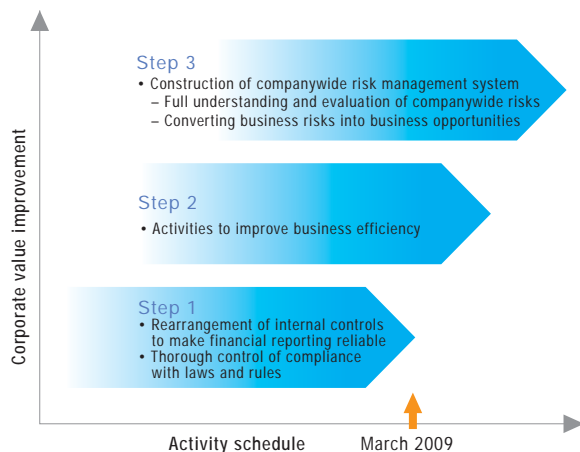 Step 3
• Construction of companywide risk management system
– Full understanding and evaluation of companywide risks
– Converting business risks into business opportunities
Step 2
• Activities to improve business efficiency
Step 1
• Rearrangement of internal controls
to make financial reporting reliable
• Thorough control of compliance
with laws and rules
Corporate value improvement
Activity schedule
March 2009